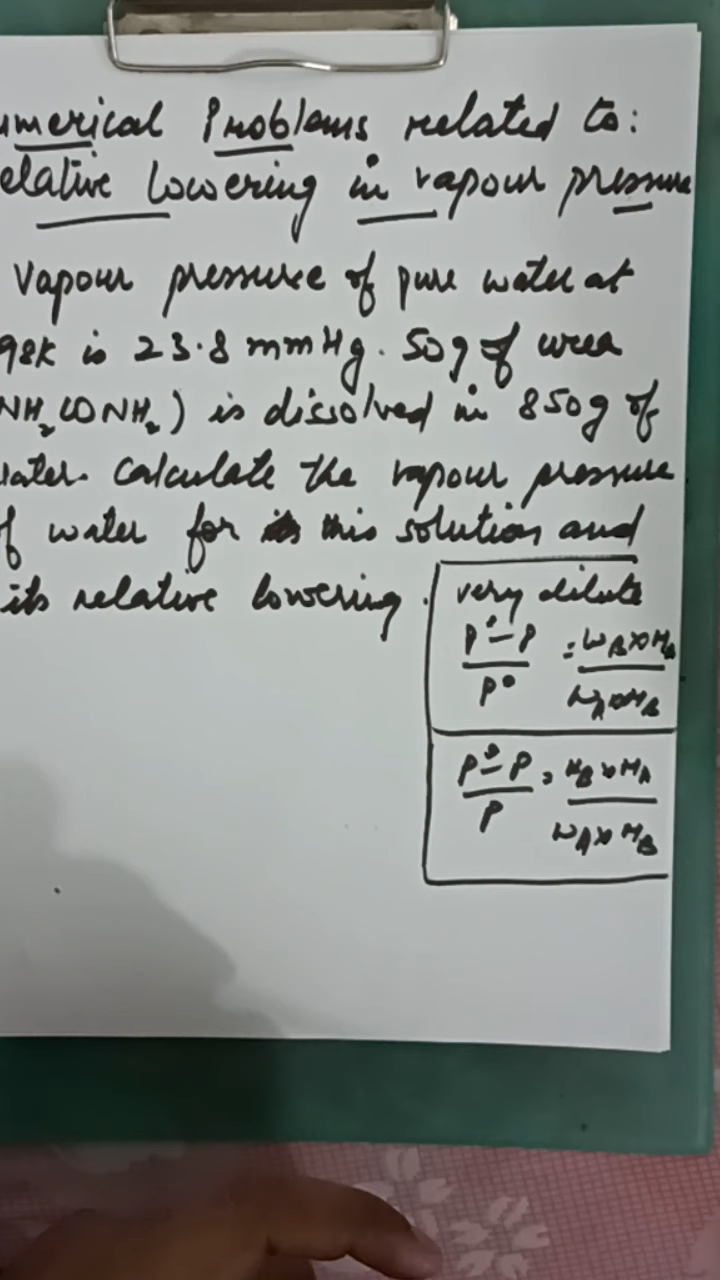 umerical Problems related to:
elative lowering in vapour pressure
Vapour pressure of pure water at
98K is 23.8 mmHg. 50g of urea
NH₂CONH₂) is dissolved in 850g of
ater. Calculate the vapour pressure
f water for this solution and
its relative lowering.
very dilute
P°-P / P° = WB×MA / WA×MB
P°-P / P = WB×MA / WA×MB